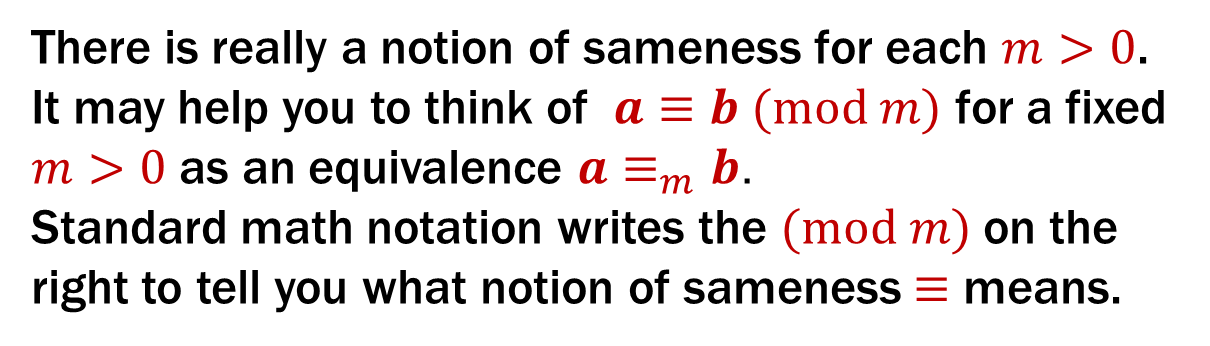 There is really a notion of sameness for each m > 0.
It may help you to think of a ≡ b (mod m) for a fixed
m > 0 as an equivalence a ≡ₘ b.
Standard math notation writes the (mod m) on the
right to tell you what notion of sameness ≡ means.